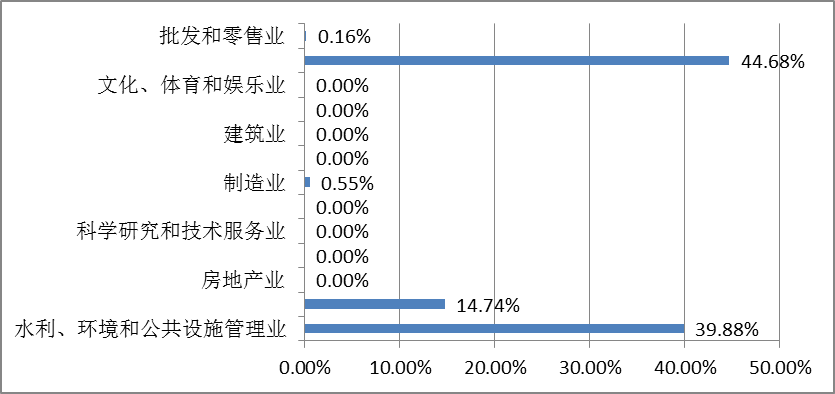 批发和零售业
0.16%
44.68%
文化、体育和娱乐业
0.00%
0.00%
建筑业
0.00%
0.00%
制造业
0.55%
0.00%
科学研究和技术服务业
0.00%
0.00%
房地产业
0.00%
14.74%
水利、环境和公共设施管理业
39.88%
0.00% 10.00% 20.00% 30.00% 40.00% 50.00%